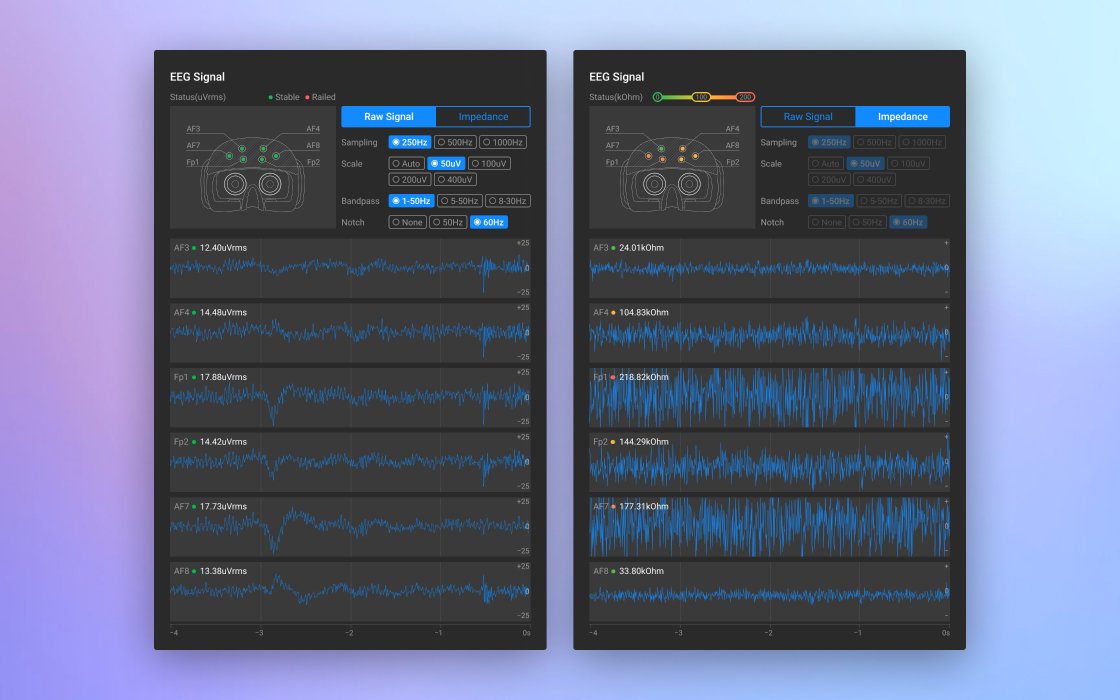 EEG Signal
Status(uVrms) Stable Railed
AF3 AF4
AF7 AF8
Fp1 Fp2
Raw Signal Impedance
Sampling 250Hz 500Hz 1000Hz
Scale Auto 50uV 100uV
200uV 400uV
Bandpass 1-50Hz 5-50Hz 8-30Hz
Notch None 50Hz 60Hz
AF3 12.40uVrms +25
0
−25
AF4 14.48uVrms +25
0
−25
Fp1 17.88uVrms +25
0
−25
Fp2 14.42uVrms +25
0
−25
AF7 17.73uVrms +25
0
−25
AF8 13.38uVrms +25
0
−25
−4 −3 −2 −1 0s
EEG Signal
Status(kOhm) 0 100 200
AF3 AF4
AF7 AF8
Fp1 Fp2
Raw Signal Impedance
Sampling 250Hz 500Hz 1000Hz
Scale Auto 50uV 100uV
200uV 400uV
Bandpass 1-50Hz 5-50Hz 8-30Hz
Notch None 50Hz 60Hz
AF3 24.01kOhm +
0
−
AF4 104.83kOhm +
0
−
Fp1 218.82kOhm +
0
−
Fp2 144.29kOhm +
0
−
AF7 177.31kOhm +
0
−
AF8 33.80kOhm +
0
−
−4 −3 −2 −1 0s